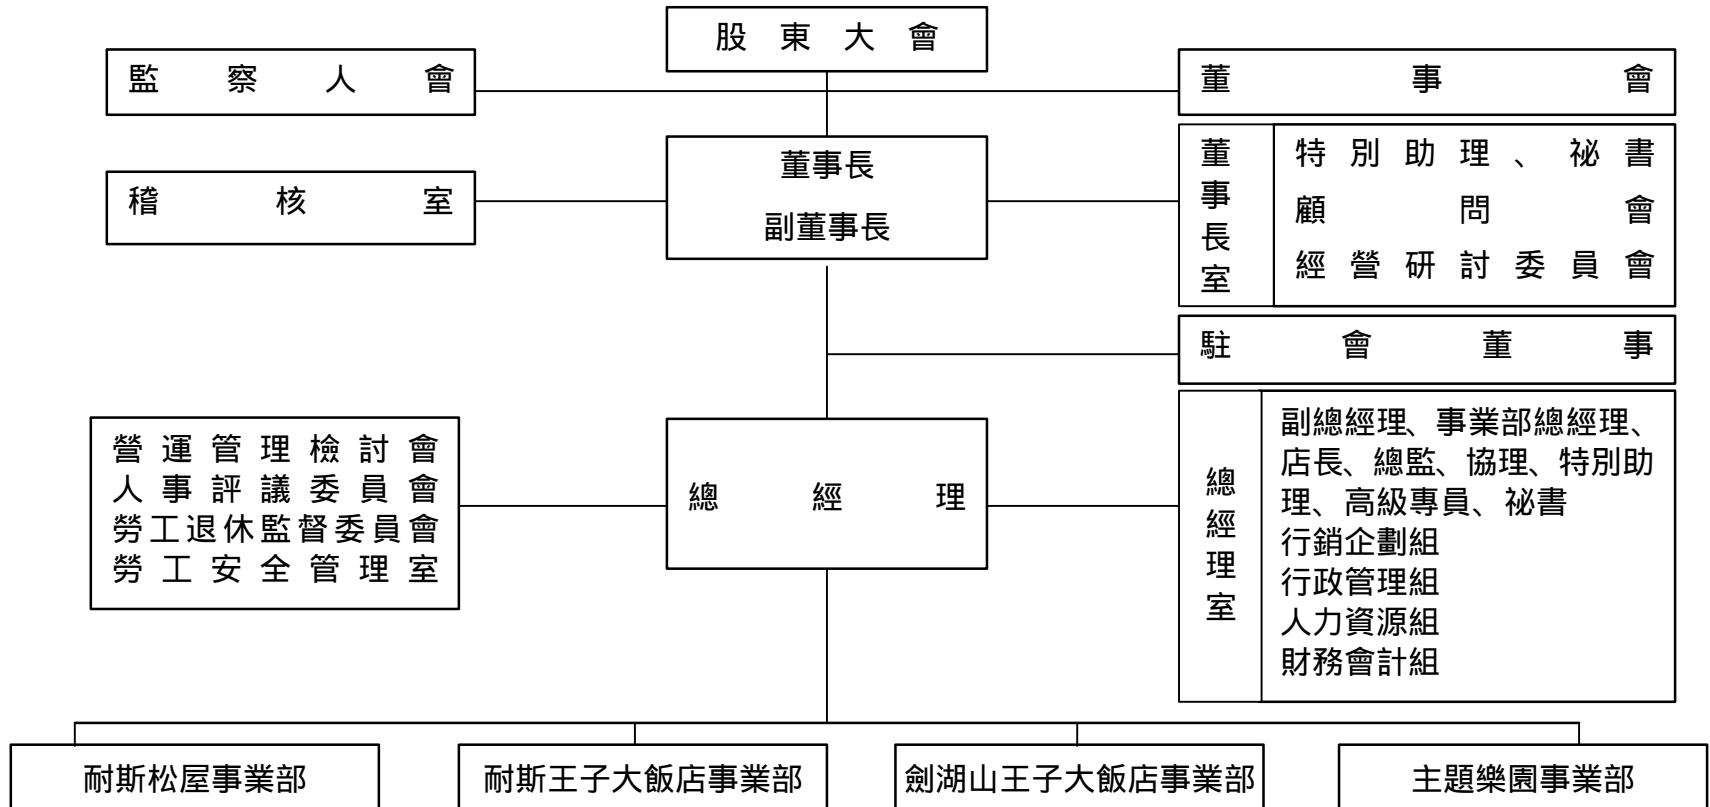 股東大會
監察人會
董事會
董事長
副董事長
稽核室
董事長室
特別助理、祕書
顧問會
經營研討委員會
駐會董事
營運管理檢討會
人事評議委員會
勞工退休監督委員會
勞工安全管理室
總經理
總經理室
副總經理、事業部總經理、
店長、總監、協理、特別助
理、高級專員、祕書
行銷企劃組
行政管理組
人力資源組
財務會計組
耐斯松屋事業部
耐斯王子大飯店事業部
劍湖山王子大飯店事業部
主題樂園事業部